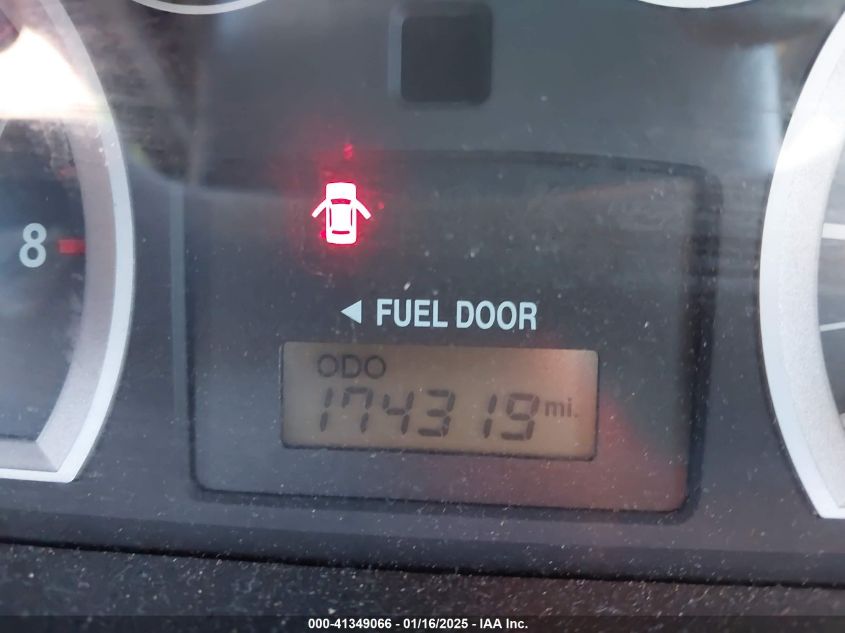 8
◄ FUEL DOOR
ODO
174319 mi.
000-41349066 - 01/16/2025 - IAA Inc.